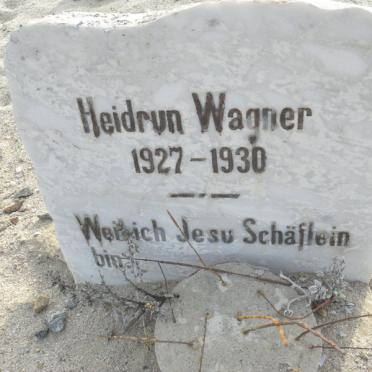 Heidrun Wagner
1927 – 1930
Weil ich Jesu Schäflein
bin